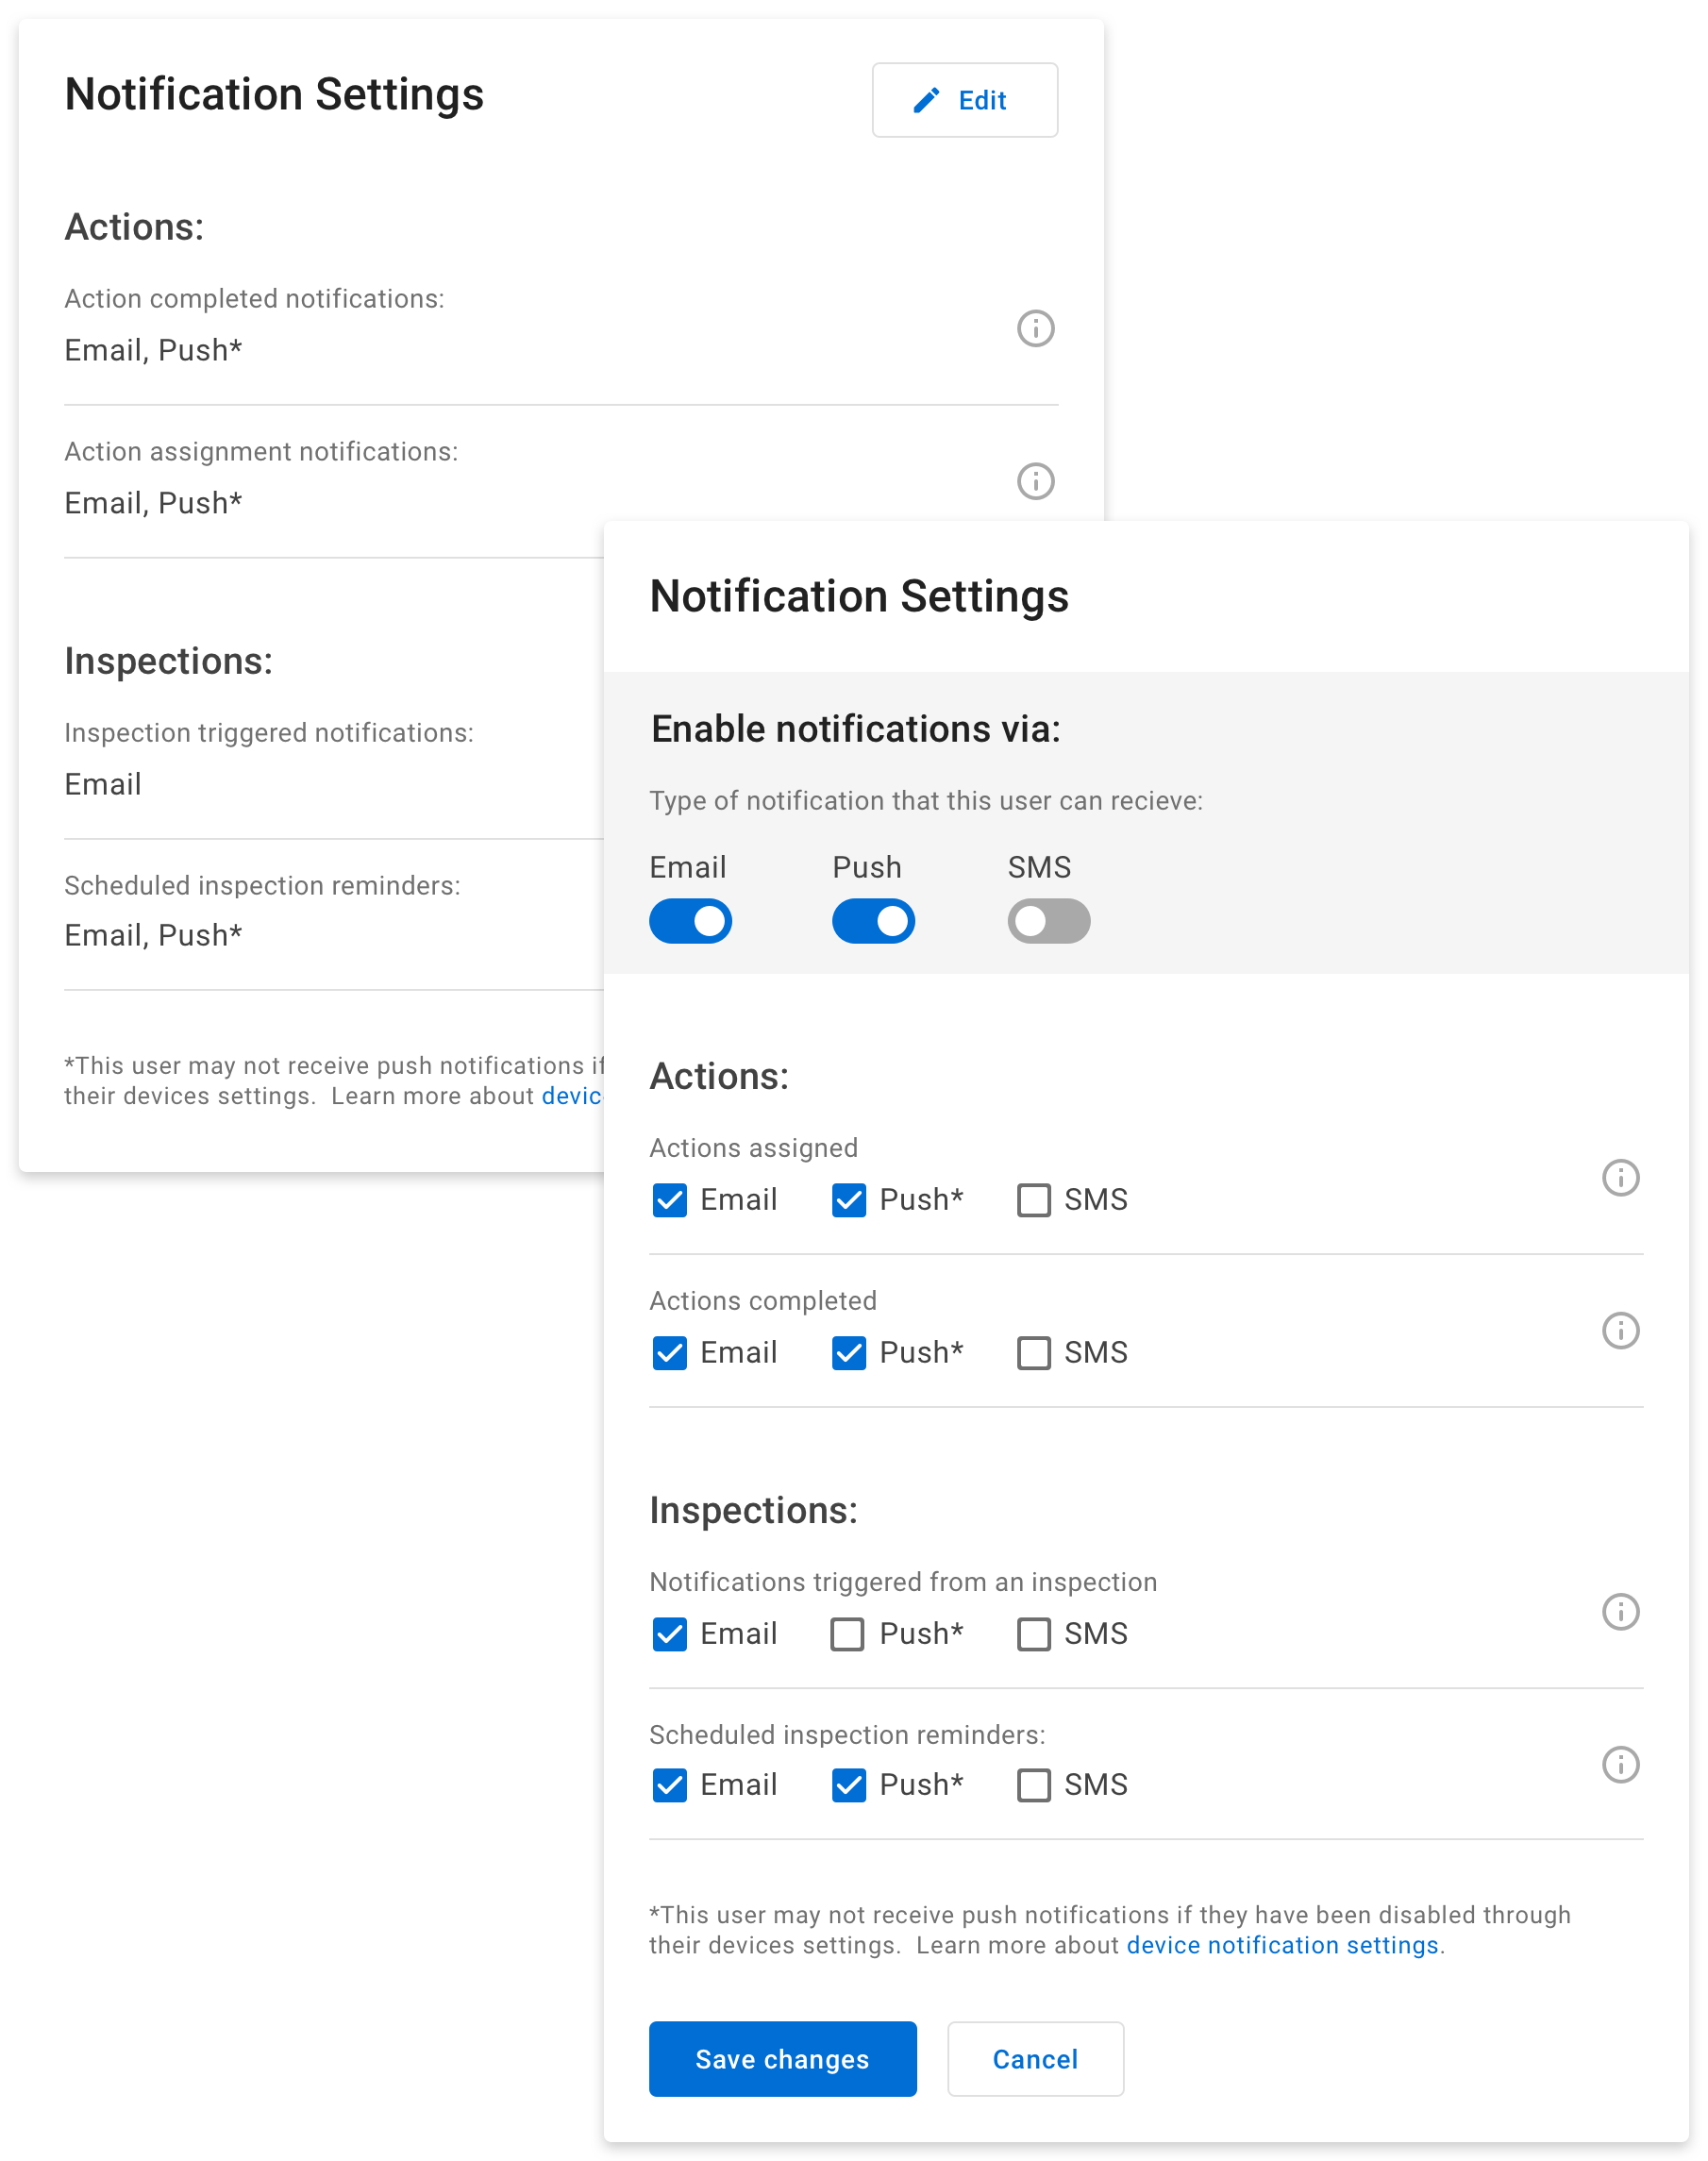 Notification Settings
Edit
Actions:
Action completed notifications:
Email, Push*
Action assignment notifications:
Email, Push*
Inspections:
Inspection triggered notifications:
Email
Scheduled inspection reminders:
Email, Push*
*This user may not receive push notifications if
their devices settings. Learn more about
Notification Settings
Enable notifications via:
Type of notification that this user can recieve:
Email Push SMS
Actions:
Actions assigned
Email Push* SMS
Actions completed
Email Push* SMS
Inspections:
Notifications triggered from an inspection
Email Push* SMS
Scheduled inspection reminders:
Email Push* SMS
*This user may not receive push notifications if they have been disabled through
their devices settings. Learn more about device notification settings.
Save changes
Cancel